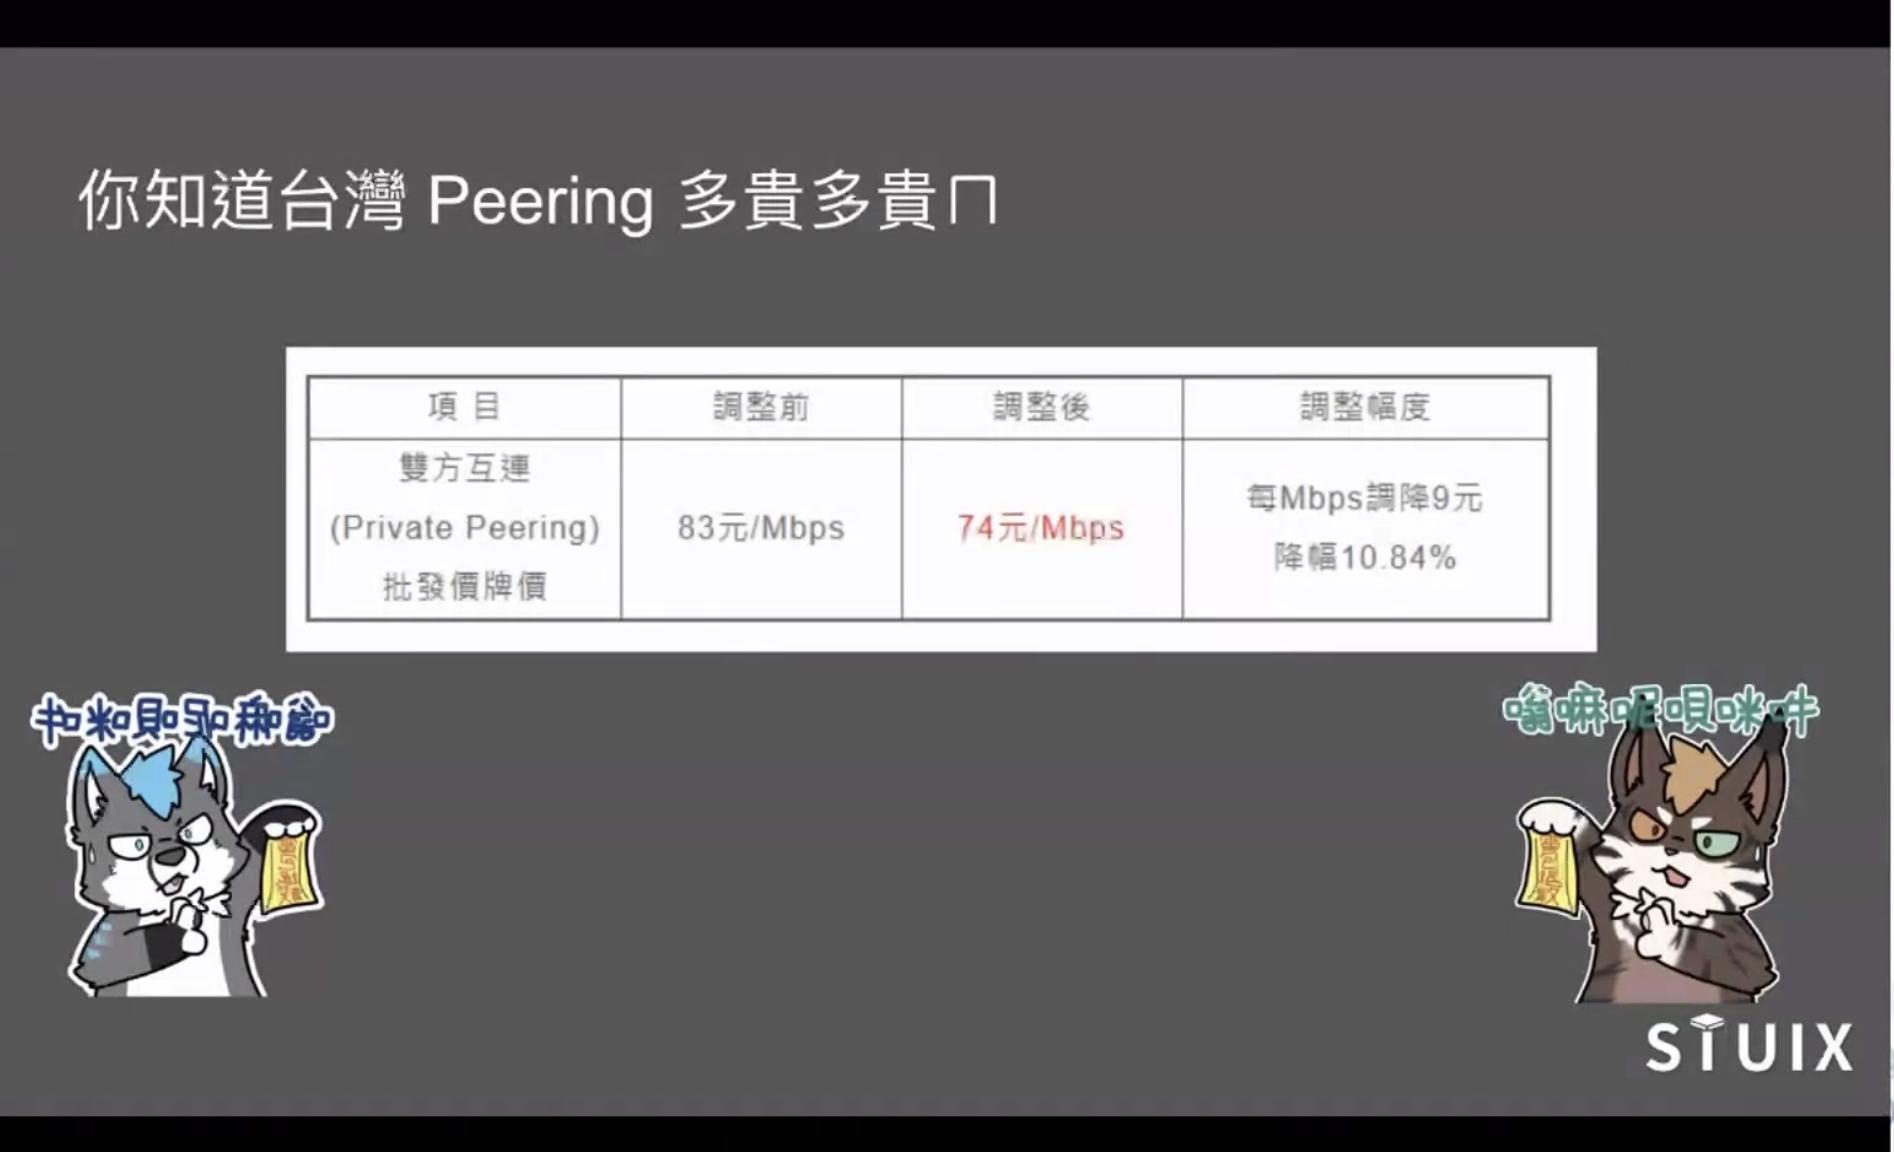 你知道台灣 Peering 多貴多貴ㄇ
項 目
調整前
調整後
調整幅度
雙方互連
(Private Peering)
批發價牌價
83元/Mbps
74元/Mbps
每Mbps調降9元
降幅10.84%
嗡嘛呢唄咪吽
STUIX